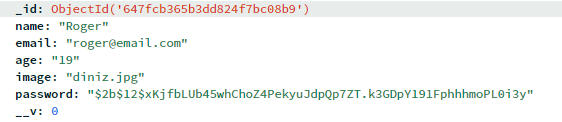 _id: ObjectId('647fcb365b3dd824f7bc08b9')
name: "Roger"
email: "roger@email.com"
age: "19"
image: "diniz.jpg"
password: "$2b$12$xKjfbLUb45whChoZ4PekyuJdpQp7ZT.k3GDpY19lFphhhmoPL0i3y"
__v: 0